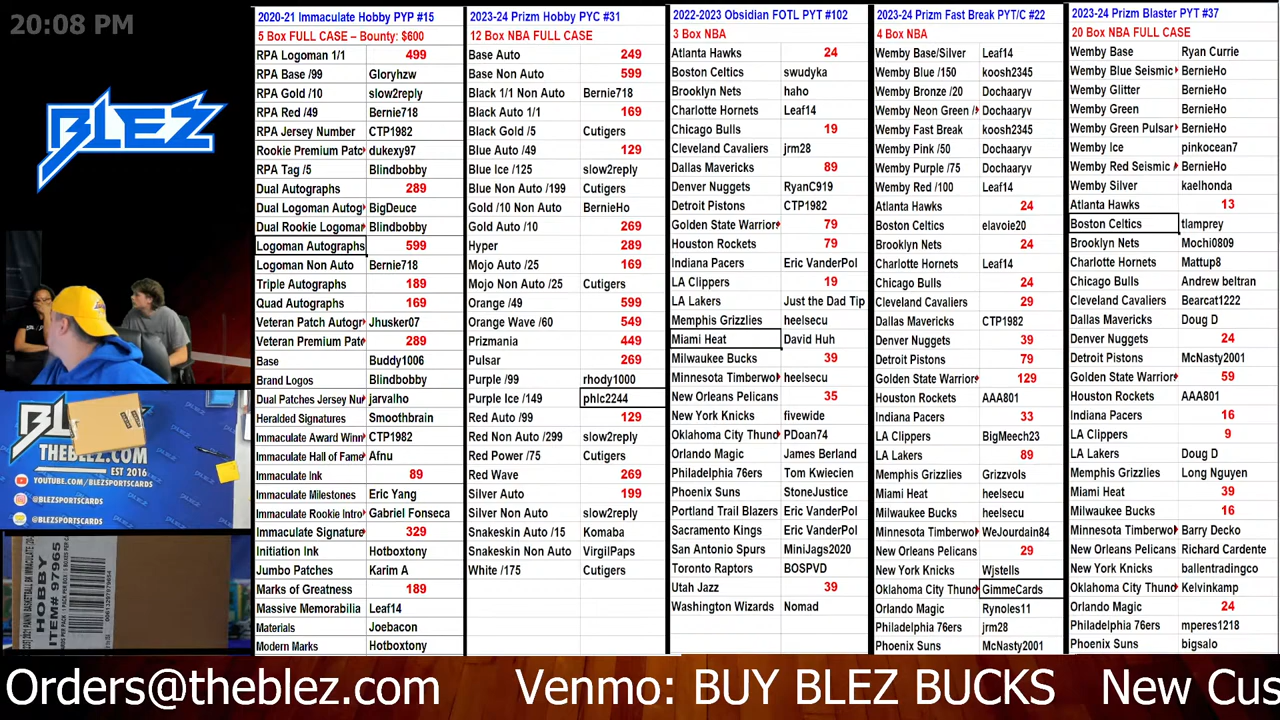 20:08 PM
BLEZ
BLEZ
THEBLEZ.COM
EST 2016
YOUTUBE.COM/BLEZSPORTSCARDS
@BLEZSPORTSCARDS
@BLEZSPORTSCARDS
HOBBY
ITEM# 97965
2020-21 Immaculate Hobby PYP #15
5 Box FULL CASE – Bounty: $600
RPA Logoman 1/1 499
RPA Base /99 Gloryhzw
RPA Gold /10 slow2reply
RPA Red /49 Bernie718
RPA Jersey Number CTP1982
Rookie Premium Patc dukexy97
RPA Tag /5 Blindbobby
Dual Autographs 289
Dual Logoman Autog BigDeuce
Dual Rookie Logoma Blindbobby
Logoman Autographs 599
Logoman Non Auto Bernie718
Triple Autographs 189
Quad Autographs 169
Veteran Patch Autogr Jhusker07
Veteran Premium Pate 289
Base Buddy1006
Brand Logos Blindbobby
Dual Patches Jersey Nu jarvalho
Heralded Signatures Smoothbrain
Immaculate Award Winn CTP1982
Immaculate Hall of Fame Afnu
Immaculate Ink 89
Immaculate Milestones Eric Yang
Immaculate Rookie Intro Gabriel Fonseca
Immaculate Signature 329
Initiation Ink Hotboxtony
Jumbo Patches Karim A
Marks of Greatness 189
Massive Memorabilia Leaf14
Materials Joebacon
Modern Marks Hotboxtony
2023-24 Prizm Hobby PYC #31
12 Box NBA FULL CASE
Base Auto 249
Base Non Auto 599
Black 1/1 Non Auto Bernie718
Black Auto 1/1 169
Black Gold /5 Cutigers
Blue Auto /49 129
Blue Ice /125 slow2reply
Blue Non Auto /199 Cutigers
Gold /10 Non Auto BernieHo
Gold Auto /10 269
Hyper 289
Mojo Auto /25 169
Mojo Non Auto /25 Cutigers
Orange /49 599
Orange Wave /60 549
Prizmania 449
Pulsar 269
Purple /99 rhody1000
Purple Ice /149 phlc2244
Red Auto /99 129
Red Non Auto /299 slow2reply
Red Power /75 Cutigers
Red Wave 269
Silver Auto 199
Silver Non Auto slow2reply
Snakeskin Auto /15 Komaba
Snakeskin Non Auto VirgilPaps
White /175 Cutigers
2022-2023 Obsidian FOTL PYT #102
3 Box NBA
Atlanta Hawks 24
Boston Celtics swudyka
Brooklyn Nets haho
Charlotte Hornets Leaf14
Chicago Bulls 19
Cleveland Cavaliers jrm28
Dallas Mavericks 89
Denver Nuggets RyanC919
Detroit Pistons CTP1982
Golden State Warrior 79
Houston Rockets 79
Indiana Pacers Eric VanderPol
LA Clippers 19
LA Lakers Just the Dad Tip
Memphis Grizzlies heelsecu
Miami Heat David Huh
Milwaukee Bucks 39
Minnesota Timberwo heelsecu
New Orleans Pelicans 35
New York Knicks fivewide
Oklahoma City Thund PDoan74
Orlando Magic James Berland
Philadelphia 76ers Tom Kwiecien
Phoenix Suns StoneJustice
Portland Trail Blazers Eric VanderPol
Sacramento Kings Eric VanderPol
San Antonio Spurs MiniJags2020
Toronto Raptors BOSPVD
Utah Jazz 39
Washington Wizards Nomad
2023-24 Prizm Fast Break PYT/C #22
4 Box NBA
Wemby Base/Silver Leaf14
Wemby Blue /150 koosh2345
Wemby Bronze /20 Dochaaryv
Wemby Neon Green / Dochaaryv
Wemby Fast Break koosh2345
Wemby Pink /50 Dochaaryv
Wemby Purple /75 Dochaaryv
Wemby Red /100 Leaf14
Atlanta Hawks 24
Boston Celtics elavoie20
Brooklyn Nets 24
Charlotte Hornets Leaf14
Chicago Bulls 24
Cleveland Cavaliers 29
Dallas Mavericks CTP1982
Denver Nuggets 39
Detroit Pistons 79
Golden State Warrior 129
Houston Rockets AAA801
Indiana Pacers 33
LA Clippers BigMeech23
LA Lakers 89
Memphis Grizzlies Grizzvols
Miami Heat heelsecu
Milwaukee Bucks heelsecu
Minnesota Timberwo WeJourdain84
New Orleans Pelicans 29
New York Knicks Wjstells
Oklahoma City Thund GimmeCards
Orlando Magic Rynoles11
Philadelphia 76ers jrm28
Phoenix Suns McNasty2001
2023-24 Prizm Blaster PYT #37
20 Box NBA FULL CASE
Wemby Base Ryan Currie
Wemby Blue Seismic BernieHo
Wemby Glitter BernieHo
Wemby Green BernieHo
Wemby Green Pulsar BernieHo
Wemby Ice pinkocean7
Wemby Red Seismic BernieHo
Wemby Silver kaelhonda
Atlanta Hawks 13
Boston Celtics tlamprey
Brooklyn Nets Mochi0809
Charlotte Hornets Mattup8
Chicago Bulls Andrew beltran
Cleveland Cavaliers Bearcat1222
Dallas Mavericks Doug D
Denver Nuggets 24
Detroit Pistons McNasty2001
Golden State Warrior 59
Houston Rockets AAA801
Indiana Pacers 16
LA Clippers 9
LA Lakers Doug D
Memphis Grizzlies Long Nguyen
Miami Heat 39
Milwaukee Bucks 16
Minnesota Timberwo Barry Decko
New Orleans Pelicans Richard Cardente
New York Knicks ballentradingco
Oklahoma City Thund Kelvinkamp
Orlando Magic 24
Philadelphia 76ers mperes1218
Phoenix Suns bigsalo
Orders@theblez.com Venmo: BUY BLEZ BUCKS New Cus